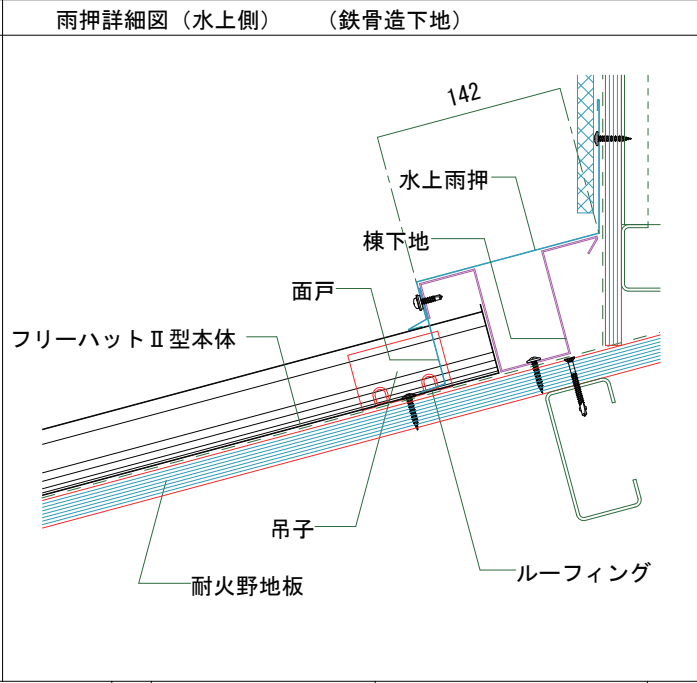 雨押詳細図（水上側）　　（鉄骨造下地）
142
水上雨押
棟下地
面戸
フリーハットⅡ型本体
吊子
ルーフィング
耐火野地板